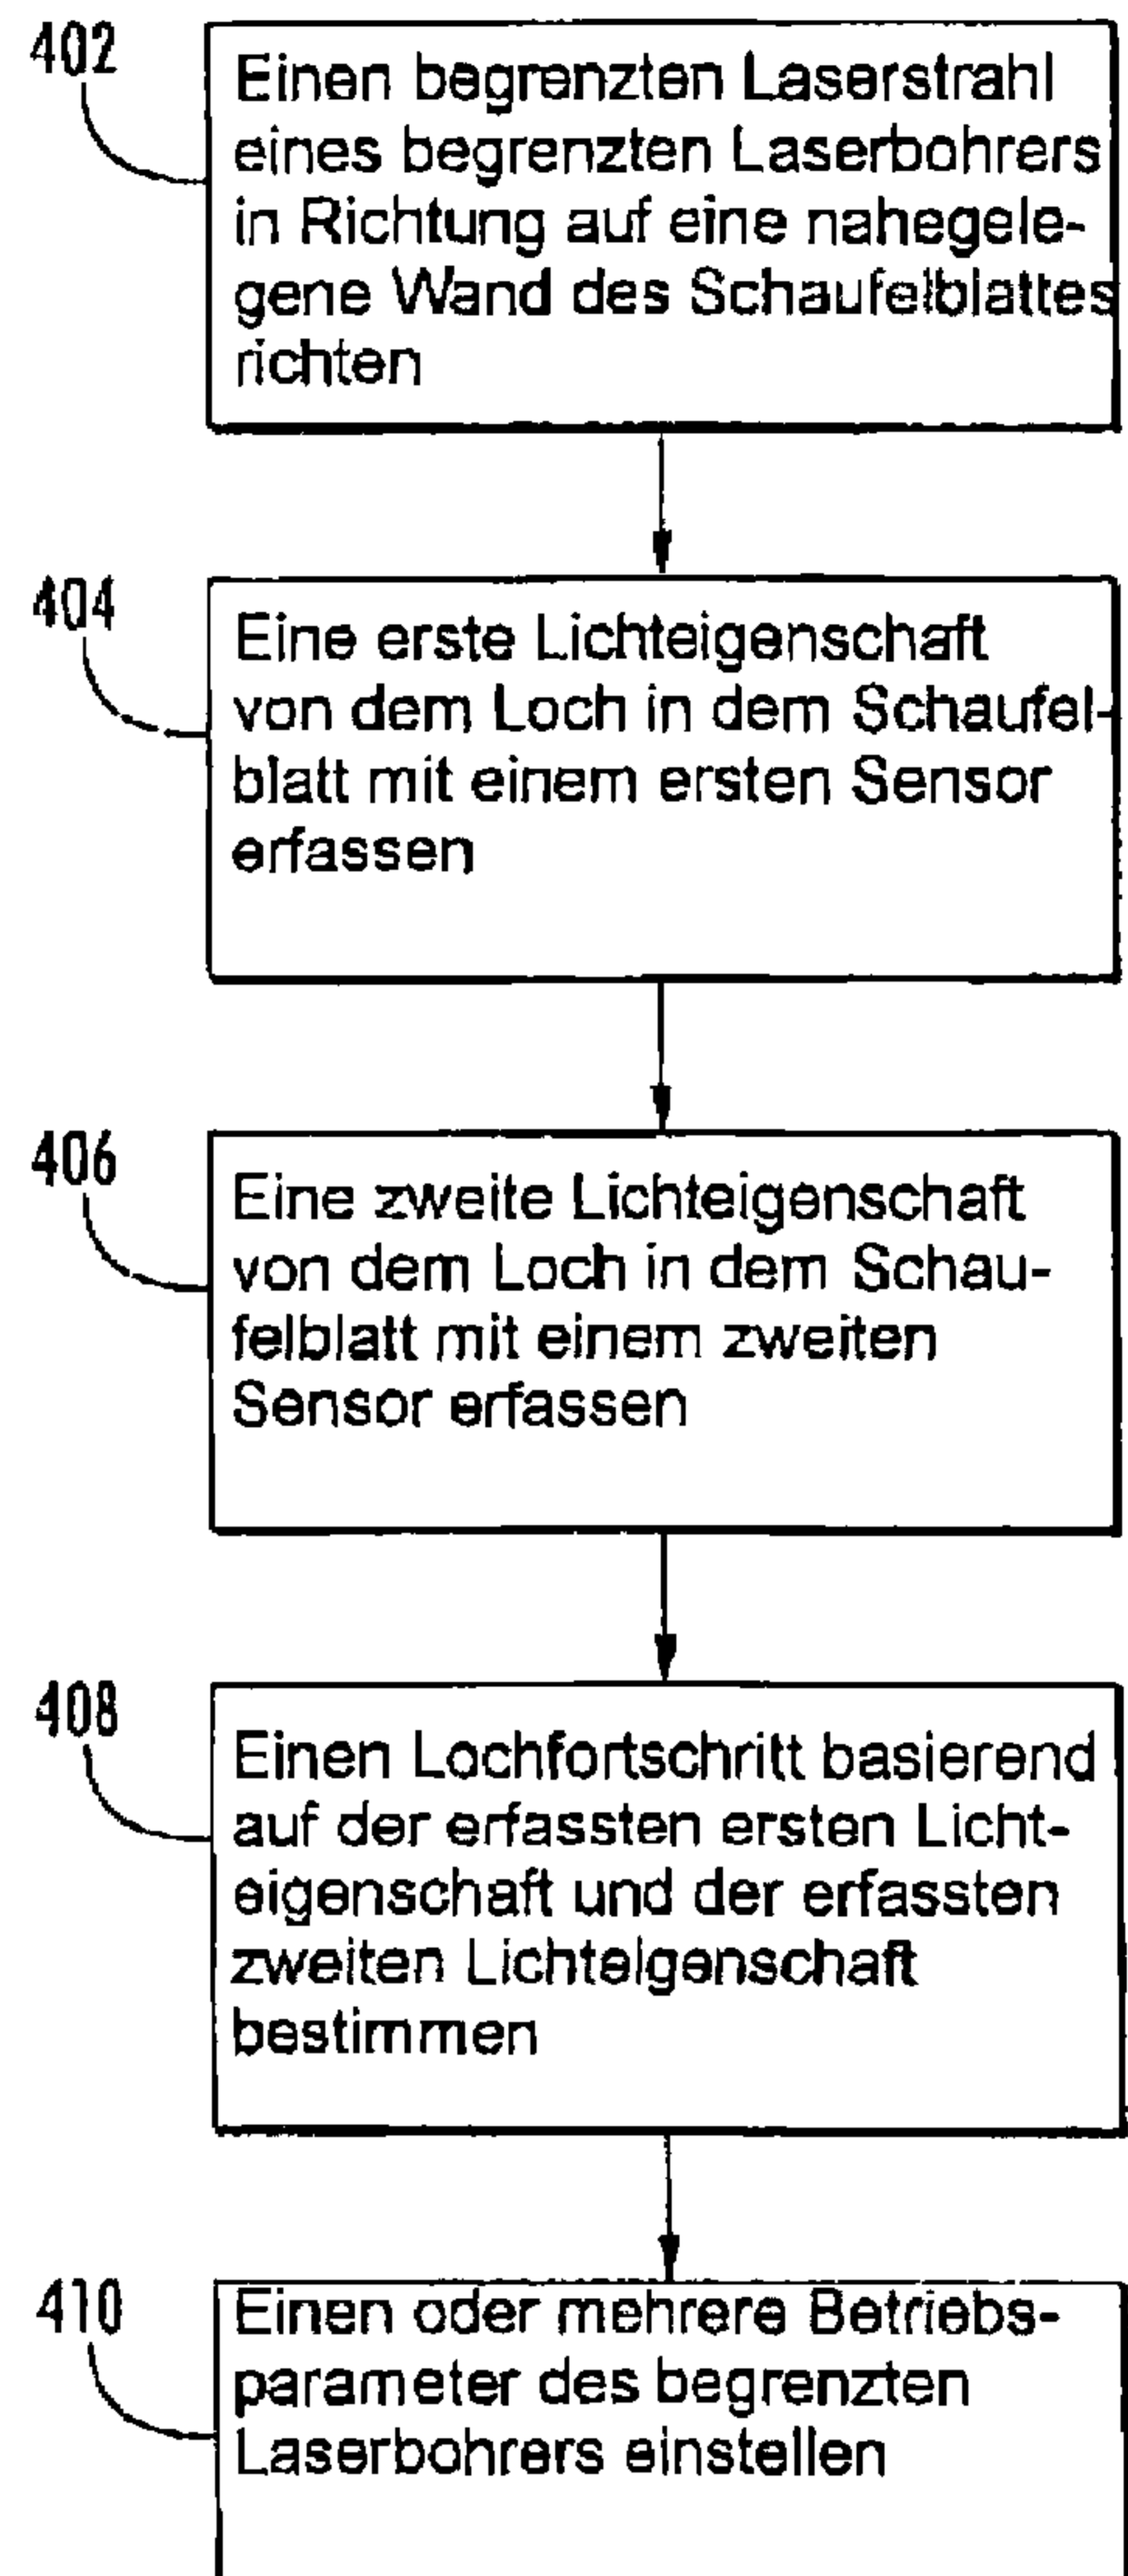 402
Einen begrenzten Laserstrahl
eines begrenzten Laserbohrers
in Richtung auf eine nahegele-
gene Wand des Schaufelblattes
richten
404
Eine erste Lichteigenschaft
von dem Loch in dem Schaufel-
blatt mit einem ersten Sensor
erfassen
406
Eine zweite Lichteigenschaft
von dem Loch in dem Schau-
felblatt mit einem zweiten
Sensor erfassen
408
Einen Lochfortschritt basierend
auf der erfassten ersten Licht-
eigenschaft und der erfassten
zweiten Lichteigenschaft
bestimmen
410
Einen oder mehrere Betriebs-
parameter des begrenzten
Laserbohrers einstellen